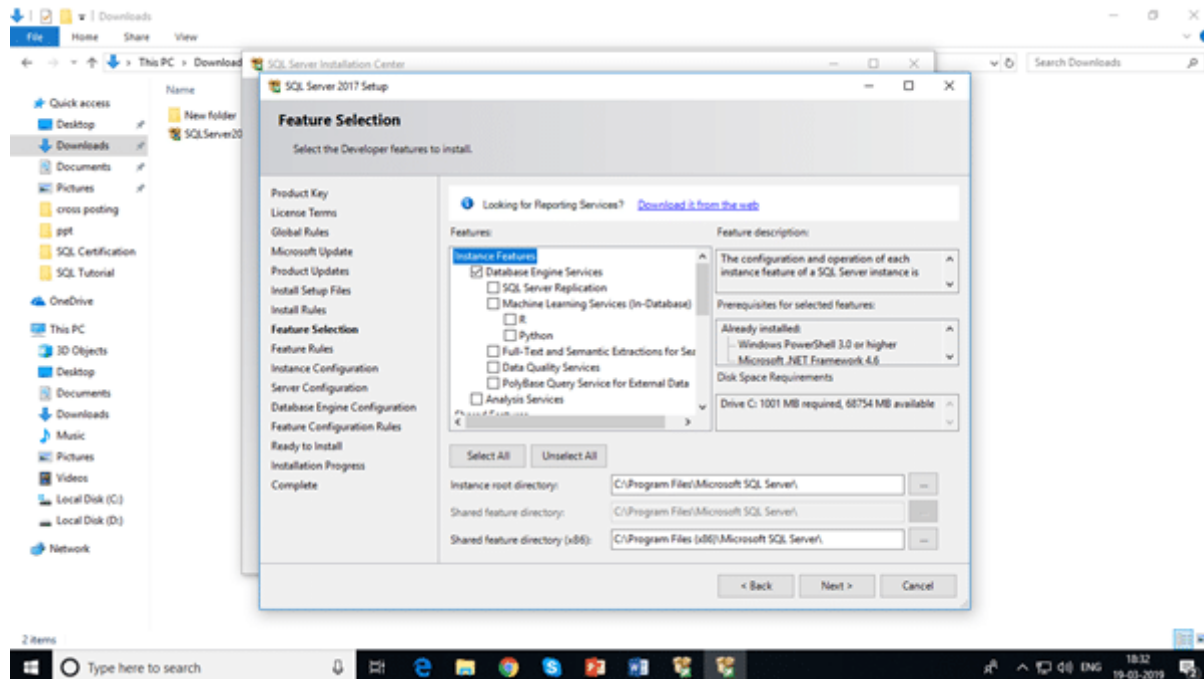 Downloads
File Home Share View
This PC > Download
Search Downloads
Quick access
Desktop
Downloads
Documents
Pictures
cross posting
ppt
SQL Certification
SQL Tutorial
OneDrive
This PC
3D Objects
Desktop
Documents
Downloads
Music
Pictures
Videos
Local Disk (C:)
Local Disk (D:)
Network
Name
New folder
SQLServer20
SQL Server Installation Center
SQL Server 2017 Setup
Feature Selection
Select the Developer features to install.
Product Key
License Terms
Global Rules
Microsoft Update
Product Updates
Install Setup Files
Install Rules
Feature Selection
Feature Rules
Instance Configuration
Server Configuration
Database Engine Configuration
Feature Configuration Rules
Ready to Install
Installation Progress
Complete
Looking for Reporting Services? Download it from the web
Features:
Instance Features
Database Engine Services
SQL Server Replication
Machine Learning Services (In-Database)
R
Python
Full-Text and Semantic Extractions for Sea
Data Quality Services
PolyBase Query Service for External Data
Analysis Services
Shared Features
Feature description:
The configuration and operation of each
instance feature of a SQL Server instance is
Prerequisites for selected features:
Already installed:
Windows PowerShell 3.0 or higher
Microsoft .NET Framework 4.6
Disk Space Requirements
Drive C: 1001 MB required, 68754 MB available
Select All Unselect All
Instance root directory: C:\Program Files\Microsoft SQL Server\ ...
Shared feature directory: C:\Program Files\Microsoft SQL Server\ ...
Shared feature directory (x86): C:\Program Files (x86)\Microsoft SQL Server\ ...
< Back Next > Cancel
2 items
Type here to search
ENG
18:32
19-03-2019